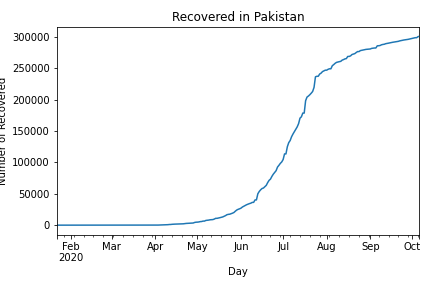 Recovered in Pakistan
Number of Recovered
300000
250000
200000
150000
100000
50000
0
Feb Mar Apr May Jun Jul Aug Sep Oct
2020
Day